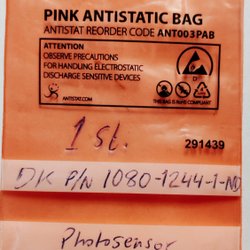 PINK ANTISTATIC BAG
ANTISTAT REORDER CODE ANT003PAB
ATTENTION
OBSERVE PRECAUTIONS
FOR HANDLING ELECTROSTATIC
DISCHARGE SENSITIVE DEVICES
ANTISTAT.COM
THIS BAG IS RoHS COMPLIANT
1 st.
291439
DK P/N 1080-1244-1-ND
Photosensor